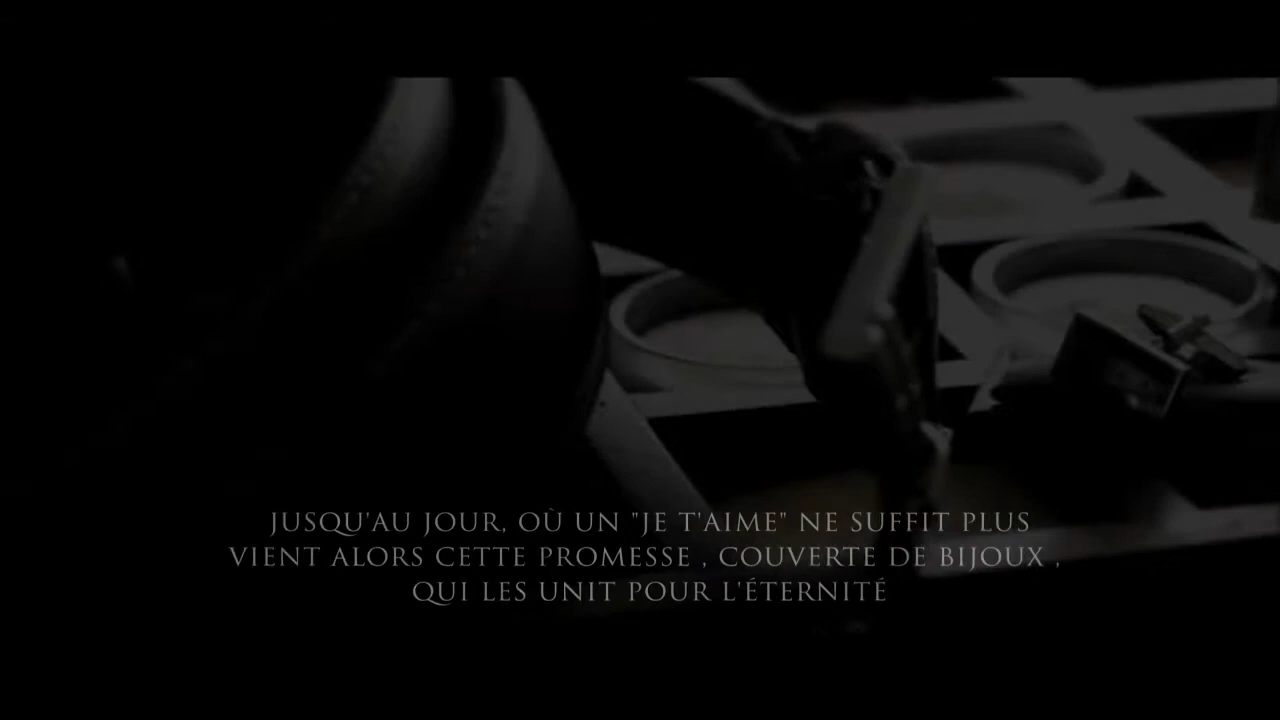 JUSQU'AU JOUR, OÙ UN "JE T'AIME" NE SUFFIT PLUS
VIENT ALORS CETTE PROMESSE , COUVERTE DE BIJOUX ,
QUI LES UNIT POUR L'ÉTERNITÉ